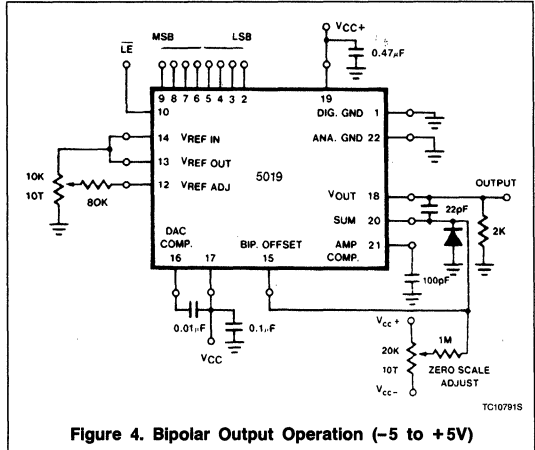 VCC+
0.47µF
LE
MSB LSB
9 8 7 6 5 4 3 2
19
10
DIG. GND 1
14 VREF IN
ANA. GND 22
13 VREF OUT
10K
10T
80K
12 VREF ADJ
5019
VOUT 18
OUTPUT
22pF
SUM 20
2K
DAC
COMP.
BIP. OFFSET
AMP
COMP.
21
16 17 15
100pF
0.01µF
0.1µF
VCC
VCC+
20K
10T
1M
ZERO SCALE
ADJUST
VCC-
TC10791S
Figure 4. Bipolar Output Operation (-5 to +5V)